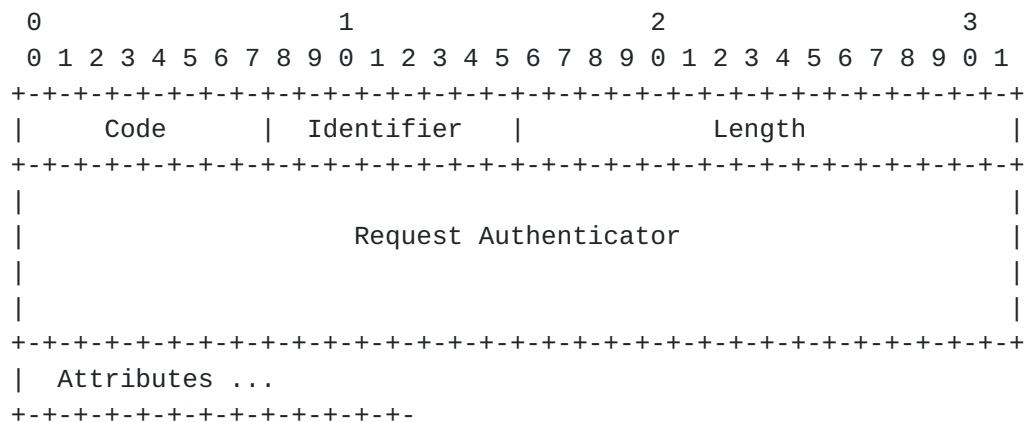 0                   1                   2                   3
 0 1 2 3 4 5 6 7 8 9 0 1 2 3 4 5 6 7 8 9 0 1 2 3 4 5 6 7 8 9 0 1
+-+-+-+-+-+-+-+-+-+-+-+-+-+-+-+-+-+-+-+-+-+-+-+-+-+-+-+-+-+-+-+-+
|     Code      |  Identifier   |            Length             |
+-+-+-+-+-+-+-+-+-+-+-+-+-+-+-+-+-+-+-+-+-+-+-+-+-+-+-+-+-+-+-+-+
|                                                               |
|                     Request Authenticator                     |
|                                                               |
|                                                               |
+-+-+-+-+-+-+-+-+-+-+-+-+-+-+-+-+-+-+-+-+-+-+-+-+-+-+-+-+-+-+-+-+
|  Attributes ...
+-+-+-+-+-+-+-+-+-+-+-+-+-